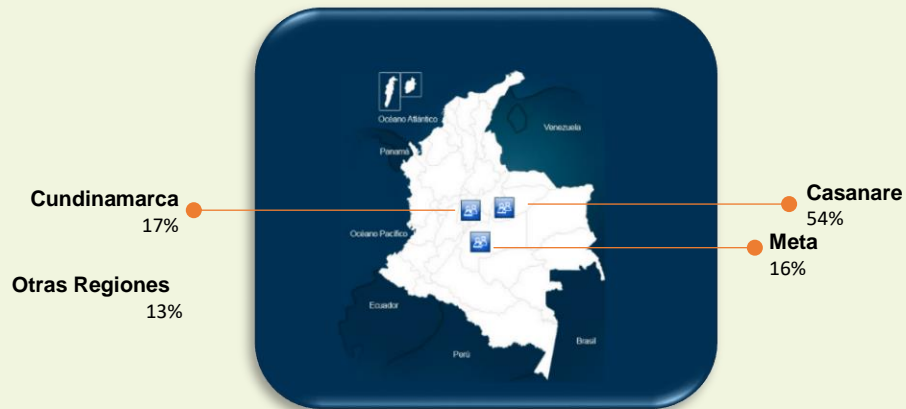 Océano Atlántico
Venezuela
Panamá
Cundinamarca
17%
Casanare
54%
Océano Pacífico
Meta
16%
Otras Regiones
13%
Ecuador
Brasil
Perú